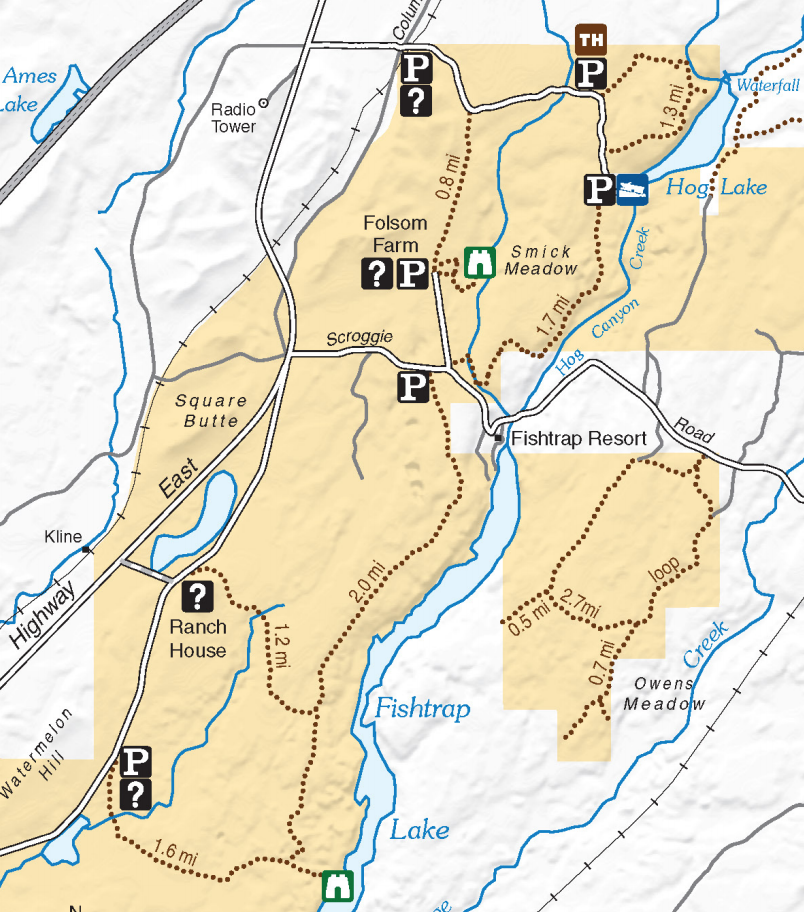 Colum
TH
P
P
?
Ames
Lake
Radio
Tower
Waterfall
1.3 mi
0.8 mi
P
Hog Lake
Folsom
Farm
? P
Smick
Meadow
Creek
Canyon
Hog
1.7 mi
Scroggie
P
Square
Butte
Fishtrap Resort
Road
East
Highway
Kline
2.0 mi
?
Ranch
House
1.2 mi
loop
2.7mi
0.5 mi
0.7 mi
Creek
Owens
Meadow
Fishtrap
Lake
Watermelon
Hill
P
?
1.6 mi
N